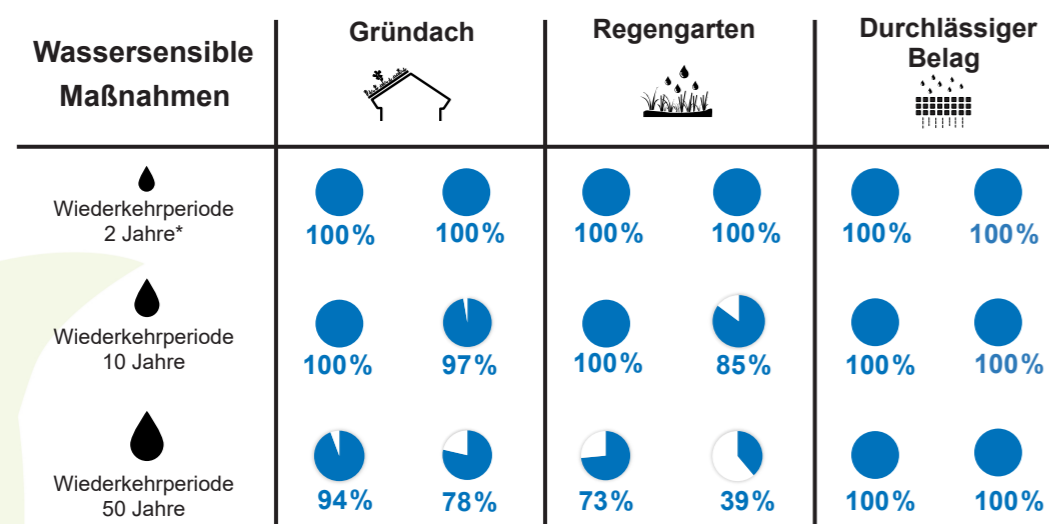 Wassersensible
Maßnahmen
Gründach
Regengarten
Durchlässiger
Belag
Wiederkehrperiode
2 Jahre*
100%
100%
100%
100%
100%
100%
Wiederkehrperiode
10 Jahre
100%
97%
100%
85%
100%
100%
Wiederkehrperiode
50 Jahre
94%
78%
73%
39%
100%
100%